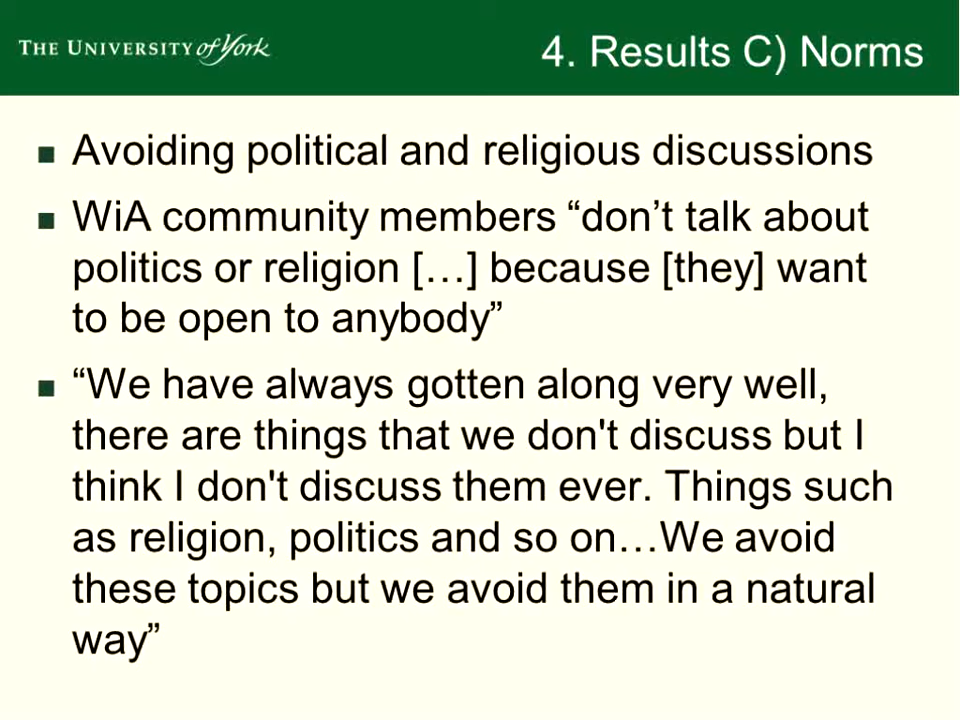 THE UNIVERSITY of York
4. Results C) Norms
Avoiding political and religious discussions
WiA community members “don’t talk about
politics or religion […] because [they] want
to be open to anybody”
“We have always gotten along very well,
there are things that we don't discuss but I
think I don't discuss them ever. Things such
as religion, politics and so on…We avoid
these topics but we avoid them in a natural
way”